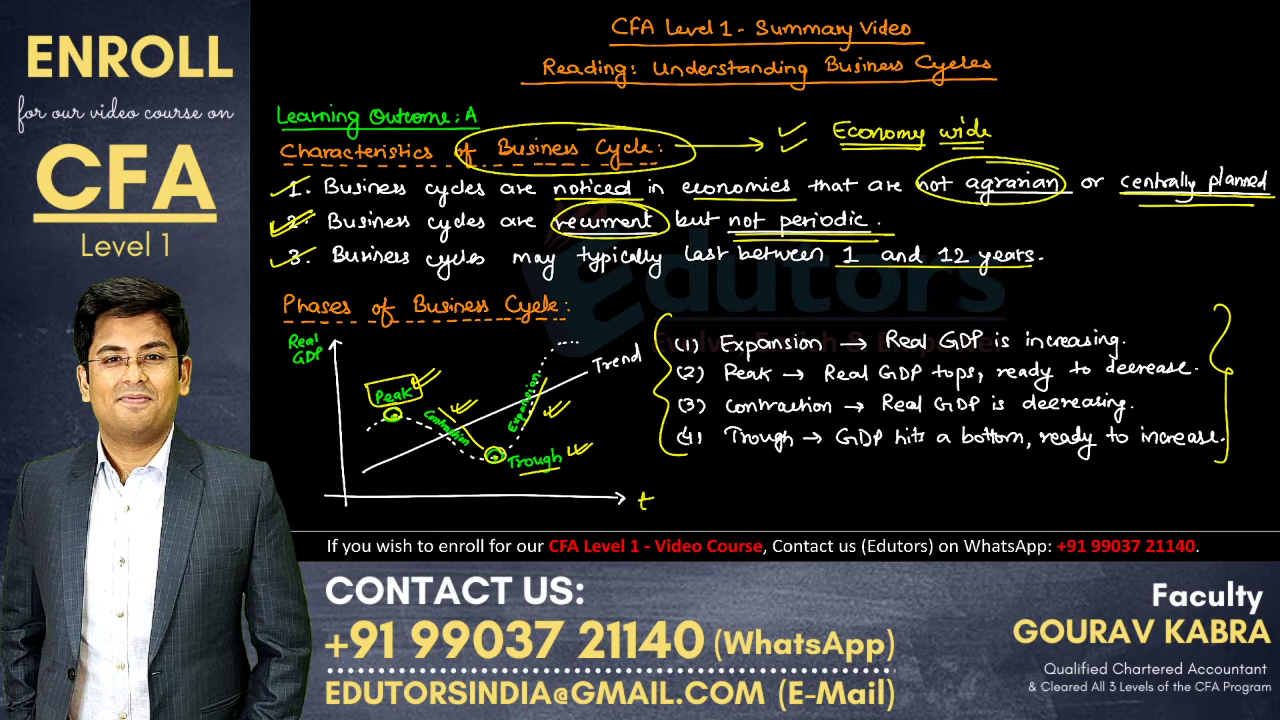 ENROLL
for our video course on
CFA
Level 1
CFA Level 1 - Summary Video
Reading: Understanding Business Cycles
Learning Outcome: A
Characteristics of Business Cycle:
Economy wide
1. Business cycles are noticed in economies that are not agrarian or centrally planned
2. Business cycles are recurrent but not periodic.
3. Business cycles may typically last between 1 and 12 years.
Edutors
Phases of Business Cycle:
Real
GDP
Peak
Contraction
Trough
Expansion
Trend
t
(1) Expansion → Real GDP is increasing.
(2) Peak → Real GDP tops, ready to decrease.
(3) Contraction → Real GDP is decreasing.
(4) Trough → GDP hits a bottom, ready to increase.
If you wish to enroll for our CFA Level 1 - Video Course, Contact us (Edutors) on WhatsApp: +91 99037 21140.
CONTACT US:
+91 99037 21140 (WhatsApp)
EDUTORSINDIA@GMAIL.COM (E-Mail)
Faculty
GOURAV KABRA
Qualified Chartered Accountant
& Cleared All 3 Levels of the CFA Program